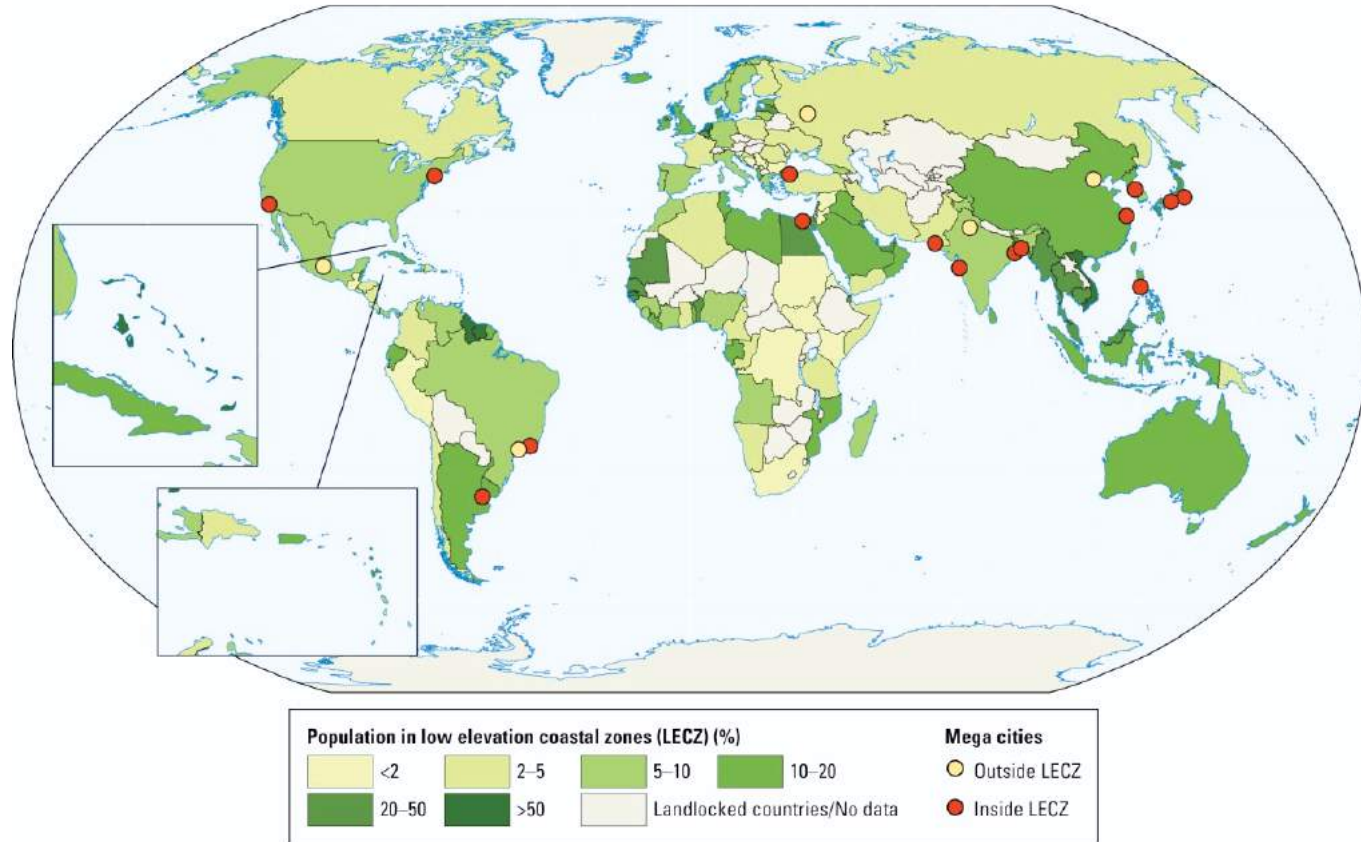 Population in low elevation coastal zones (LECZ) (%)
<2
2–5
5–10
10–20
20–50
>50
Landlocked countries/No data
Mega cities
Outside LECZ
Inside LECZ